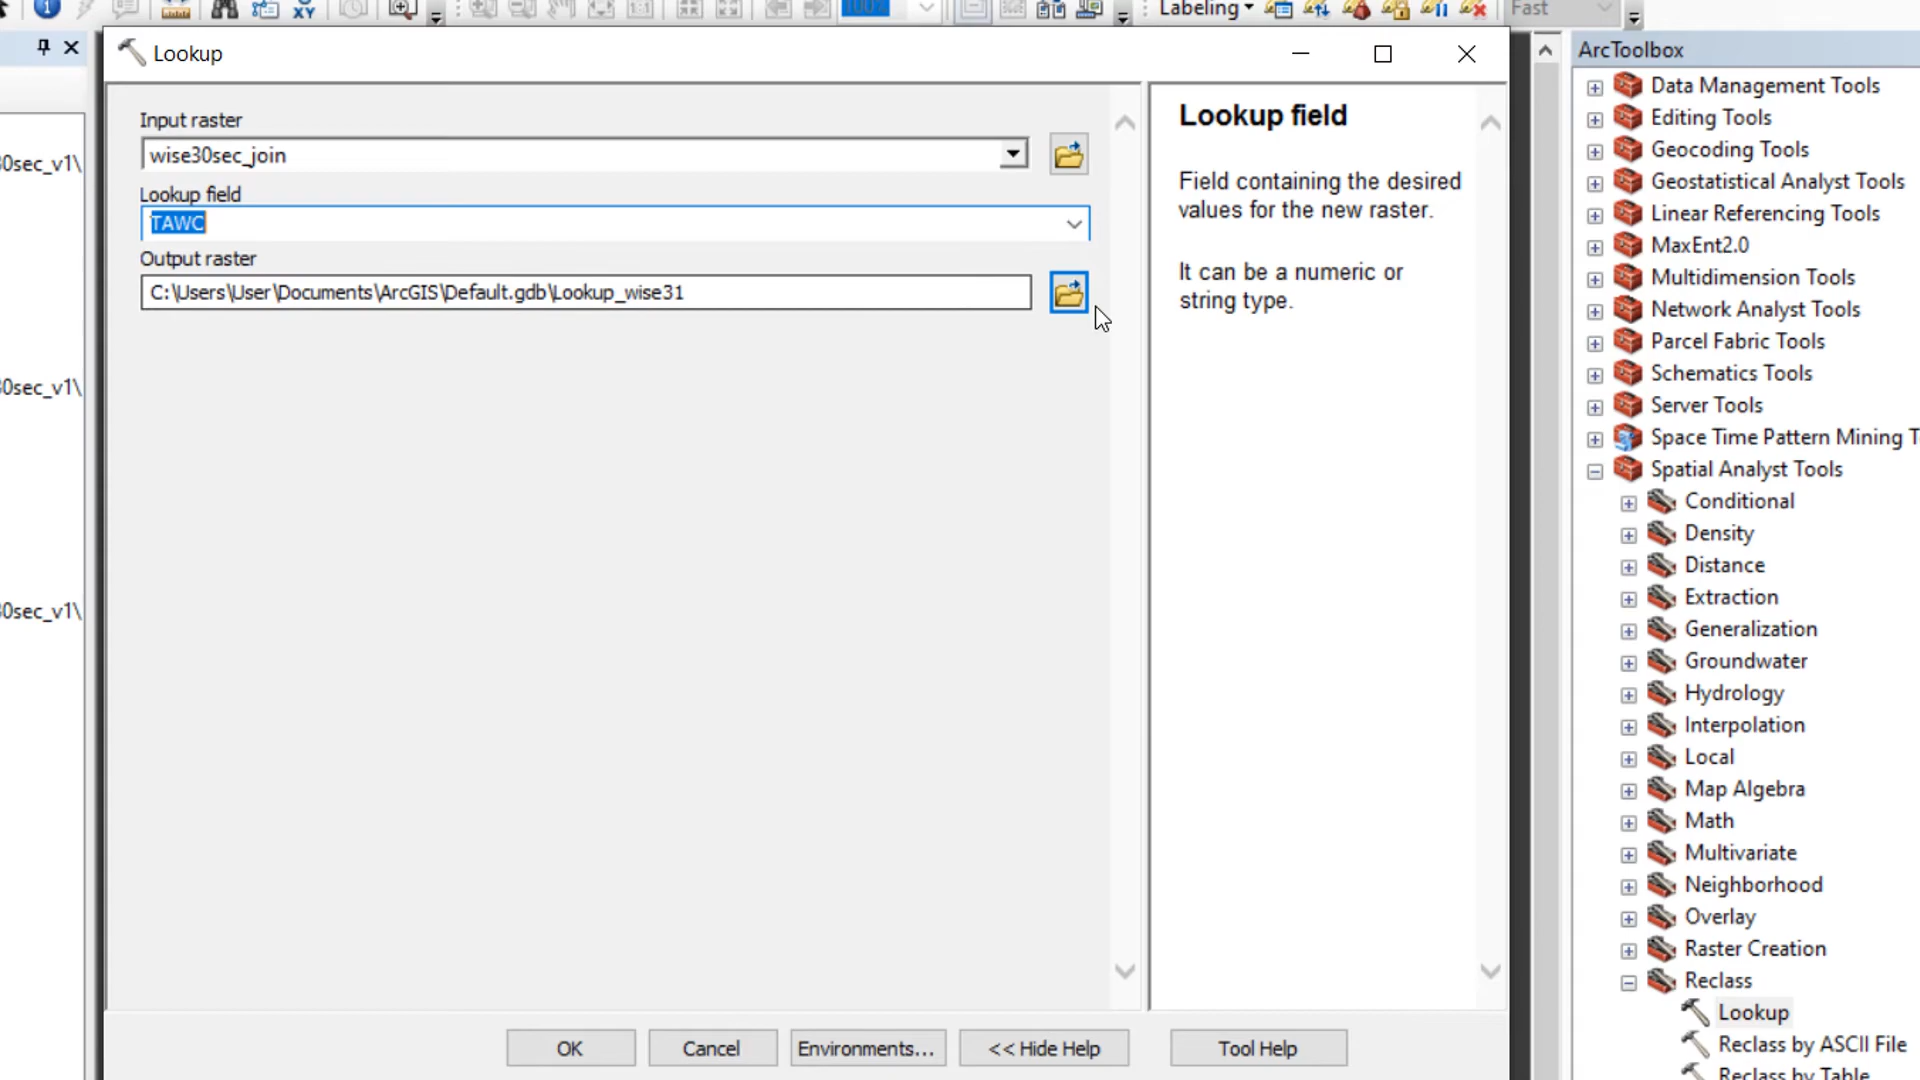 Labeling
Fast
Lookup
ArcToolbox
Input raster
wise30sec_join
Lookup field
TAWC
Output raster
C:\Users\User\Documents\ArcGIS\Default.gdb\Lookup_wise31
Lookup field
Field containing the desired
values for the new raster.
It can be a numeric or
string type.
0sec_v1\
0sec_v1\
0sec_v1\
Data Management Tools
Editing Tools
Geocoding Tools
Geostatistical Analyst Tools
Linear Referencing Tools
MaxEnt2.0
Multidimension Tools
Network Analyst Tools
Parcel Fabric Tools
Schematics Tools
Server Tools
Space Time Pattern Mining T
Spatial Analyst Tools
Conditional
Density
Distance
Extraction
Generalization
Groundwater
Hydrology
Interpolation
Local
Map Algebra
Math
Multivariate
Neighborhood
Overlay
Raster Creation
Reclass
Lookup
Reclass by ASCII File
Reclass by Table
OK
Cancel
Environments...
<< Hide Help
Tool Help